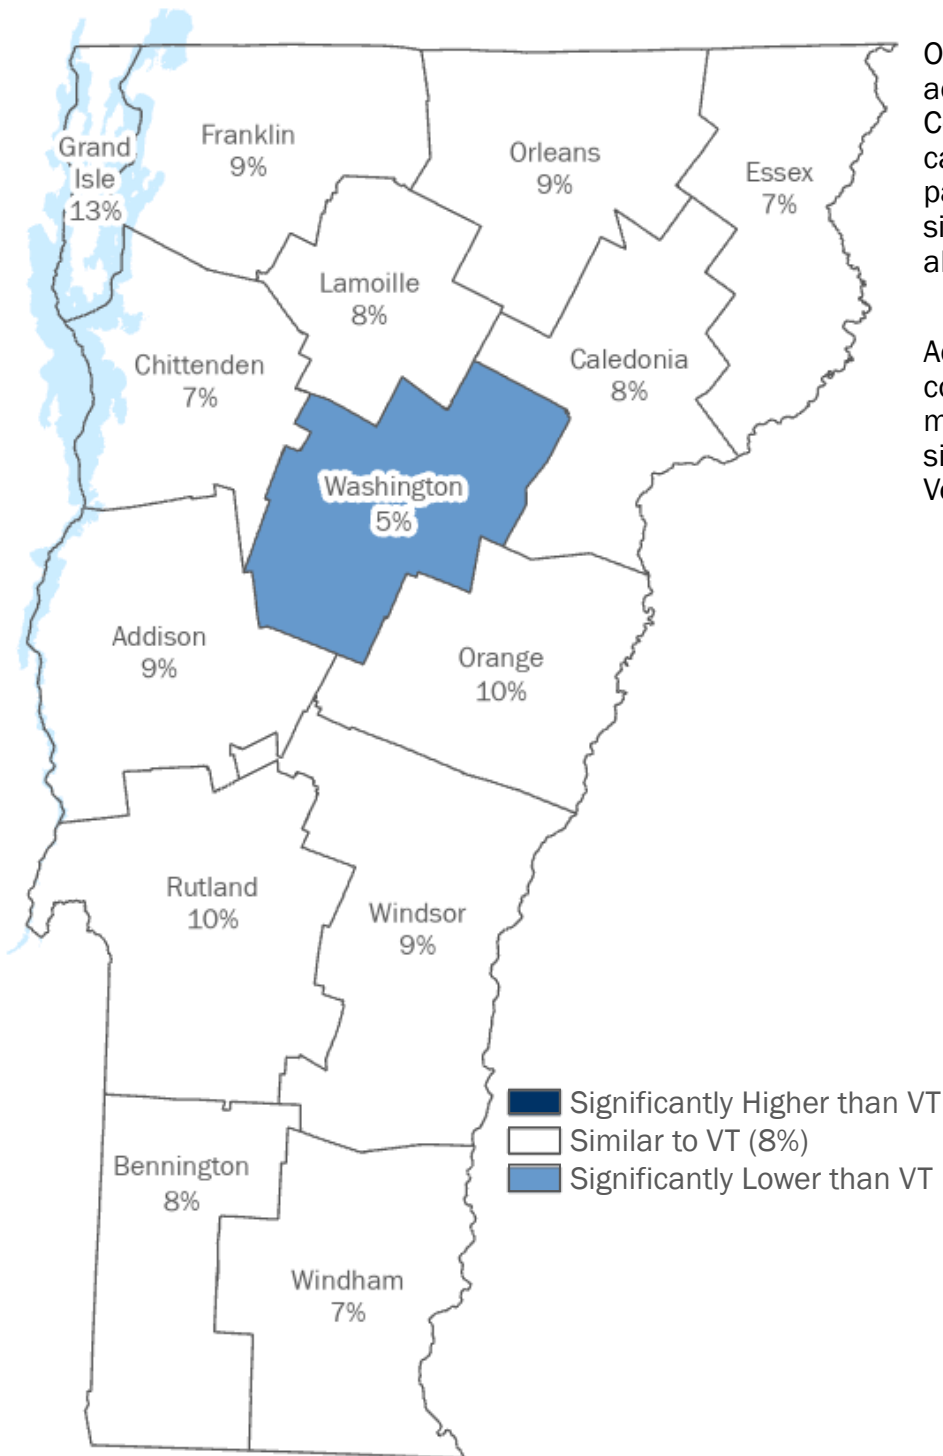 Franklin
9%
Grand
Isle
13%
Orleans
9%
Essex
7%
Lamoille
8%
Chittenden
7%
Caledonia
8%
Washington
5%
Addison
9%
Orange
10%
Rutland
10%
Windsor
9%
Bennington
8%
Windham
7%
Significantly Higher than VT
Similar to VT (8%)
Significantly Lower than VT